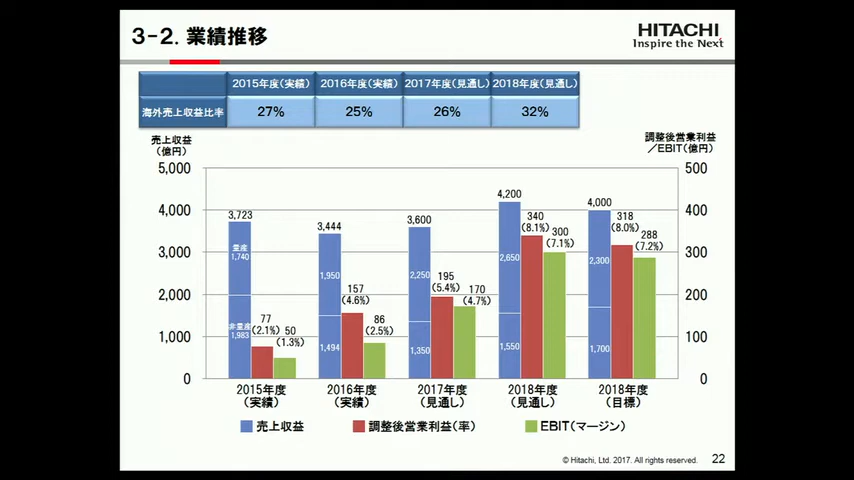 3-2. 業績推移
HITACHI
Inspire the Next
2015年度(実績) 2016年度(実績) 2017年度(見通し) 2018年度(見通し)
海外売上収益比率 27% 25% 26% 32%
売上収益
(億円)
調整後営業利益
/EBIT(億円)
5,000 500
4,000 400
3,000 300
2,000 200
1,000 100
0 0
3,723
量産
1,740
非量産
1,983
77
(2.1%)
50
(1.3%)
3,444
1,950
1,494
157
(4.6%)
86
(2.5%)
3,600
2,250
1,350
195
(5.4%)
170
(4.7%)
4,200
2,650
1,550
340
(8.1%)
300
(7.1%)
4,000
2,300
1,700
318
(8.0%)
288
(7.2%)
2015年度
(実績)
2016年度
(実績)
2017年度
(見通し)
2018年度
(見通し)
2018年度
(目標)
売上収益 調整後営業利益(率) EBIT(マージン)
© Hitachi, Ltd. 2017. All rights reserved. 22